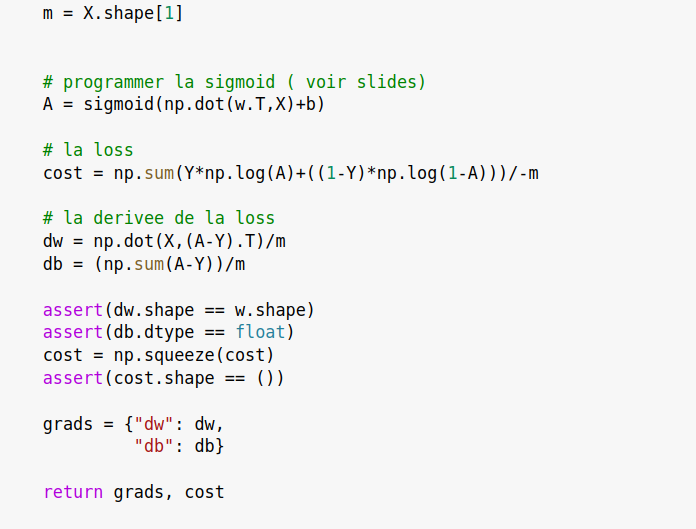 m = X.shape[1]
# programmer la sigmoid ( voir slides)
A = sigmoid(np.dot(w.T,X)+b)
# la loss
cost = np.sum(Y*np.log(A)+((1-Y)*np.log(1-A)))/-m
# la derivee de la loss
dw = np.dot(X,(A-Y).T)/m
db = (np.sum(A-Y))/m
assert(dw.shape == w.shape)
assert(db.dtype == float)
cost = np.squeeze(cost)
assert(cost.shape == ())
grads = {"dw": dw,
"db": db}
return grads, cost